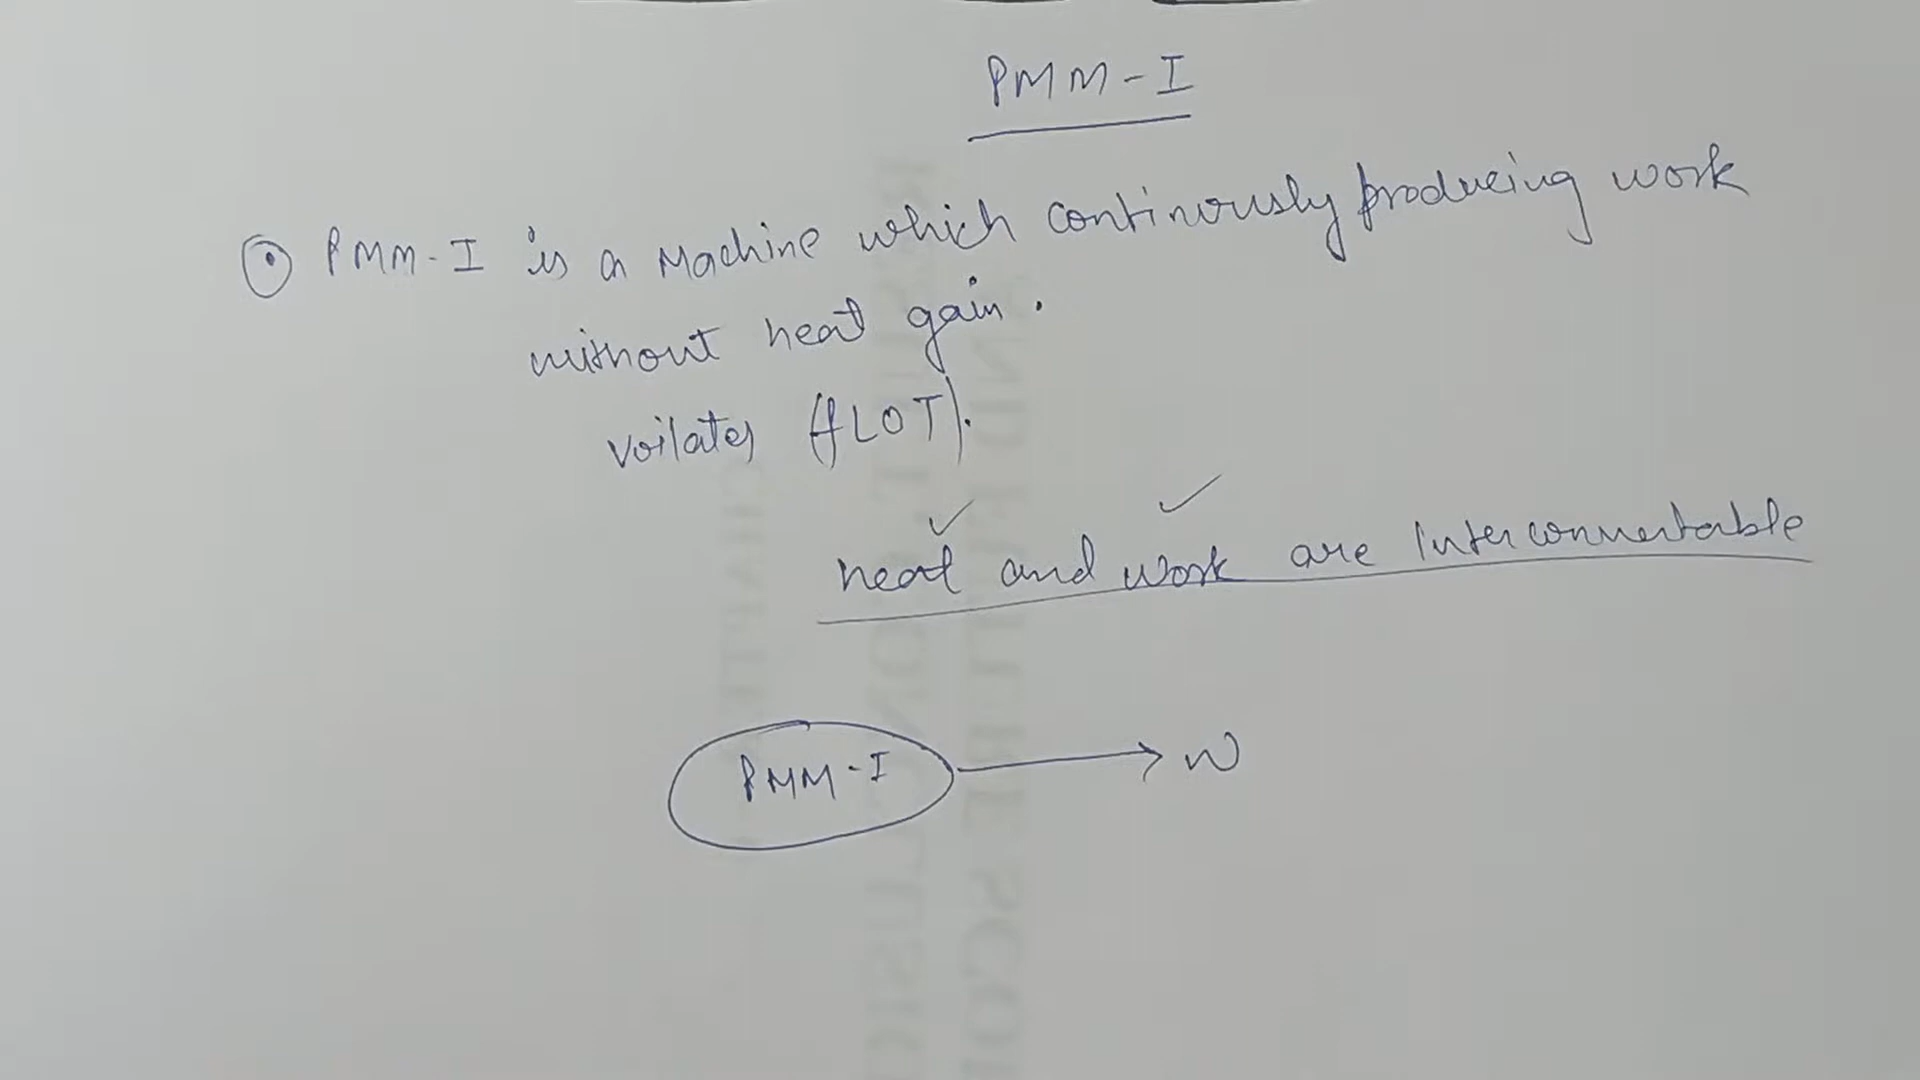 PMM-I
PMM-I is a Machine which continuously producing work
without heat gain.
voilates (fLOT).
heat and work are Interconvertable
PMM-I → W